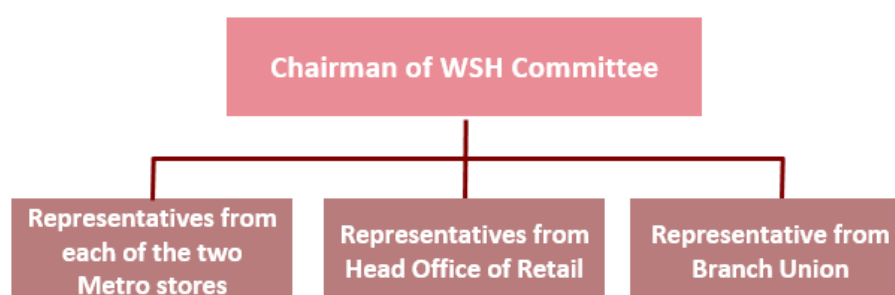 Chairman of WSH Committee
Representatives from
each of the two
Metro stores
Representatives from
Head Office of Retail
Representative from
Branch Union